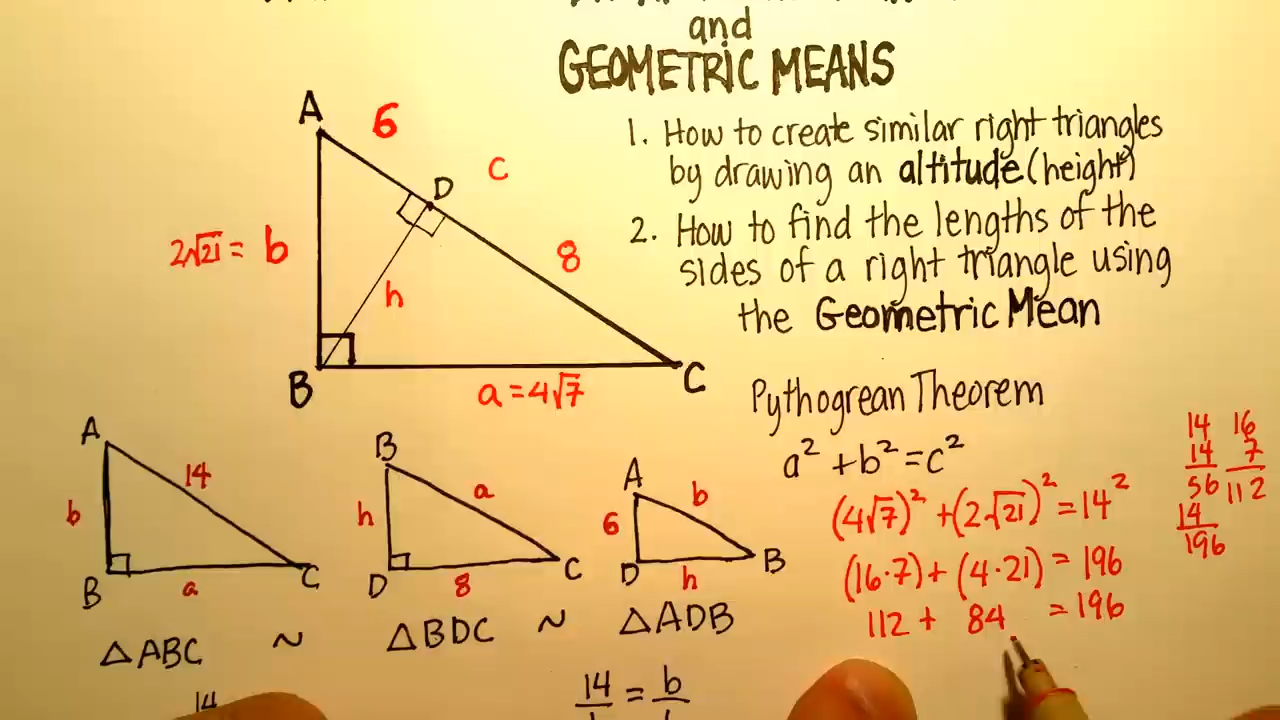 and
GEOMETRIC MEANS
1. How to create similar right triangles
by drawing an altitude (height)
2. How to find the lengths of the
sides of a right triangle using
the Geometric Mean
A
6
D
c
2√21 = b
h
8
B
a = 4√7
C
Pythogrean Theorem
a² + b² = c²
(4√7)² + (2√21)² = 14²
(16·7) + (4·21) = 196
112 + 84 = 196
14 16
14 7
56 112
14
196
A
14
b
B
a
C
B
a
h
D
8
C
A
b
6
D
h
B
△ABC ~ △BDC ~ △ADB
14
14 = b